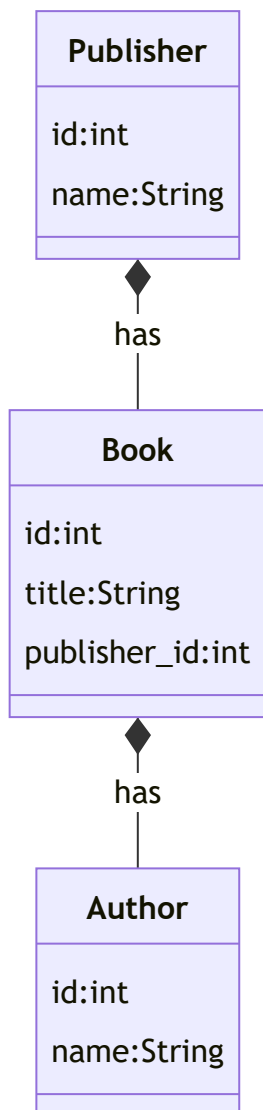 Publisher
id:int
name:String
has
Book
id:int
title:String
publisher_id:int
has
Author
id:int
name:String